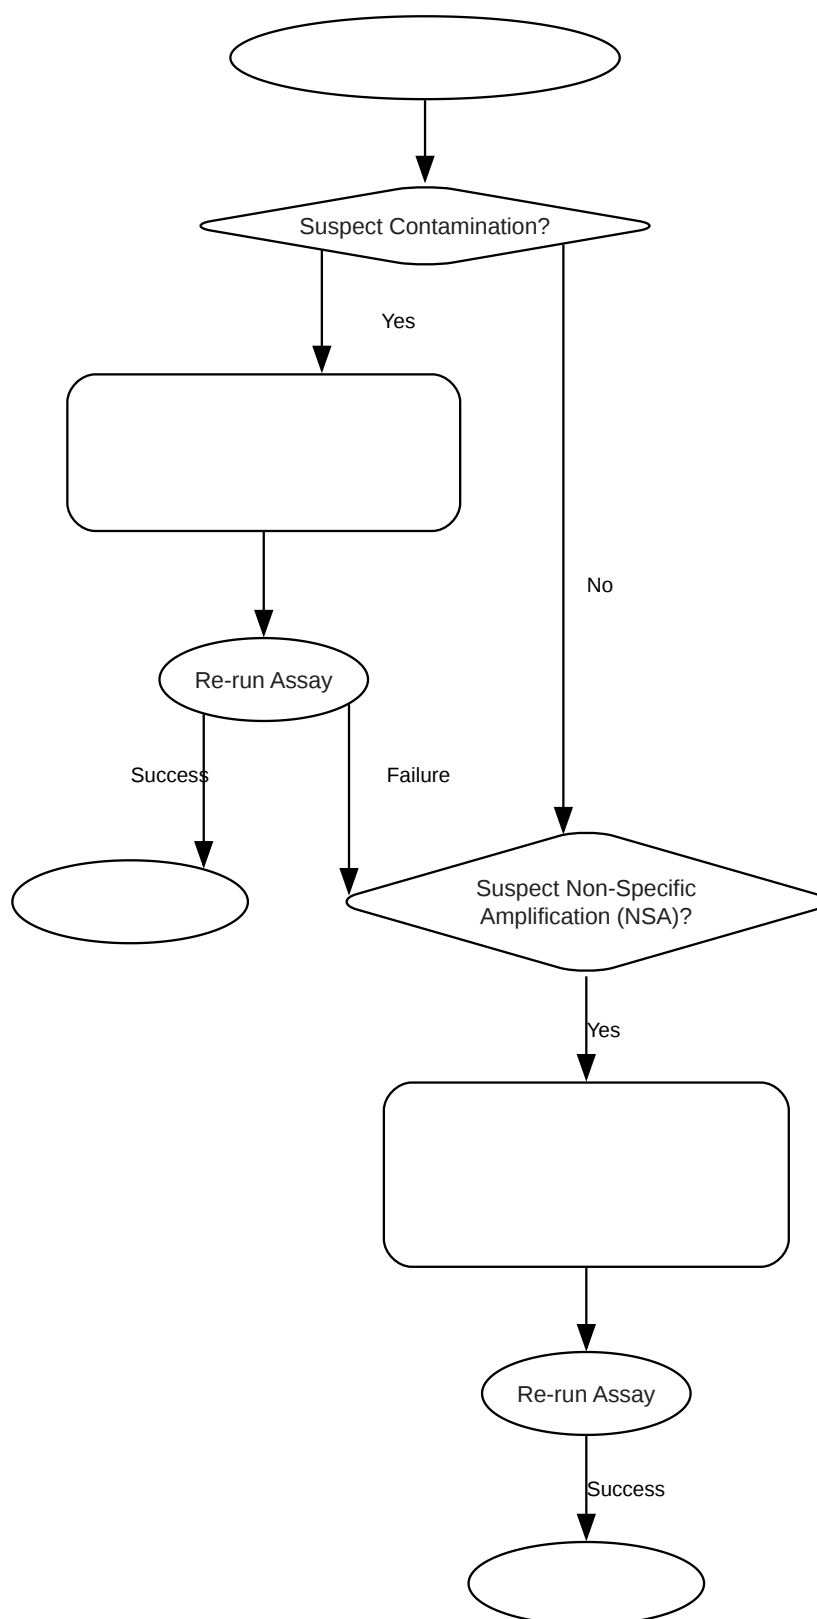 Suspect Contamination?
Yes
No
Re-run Assay
Success
Failure
Suspect Non-Specific
Amplification (NSA)?
Yes
Re-run Assay
Success